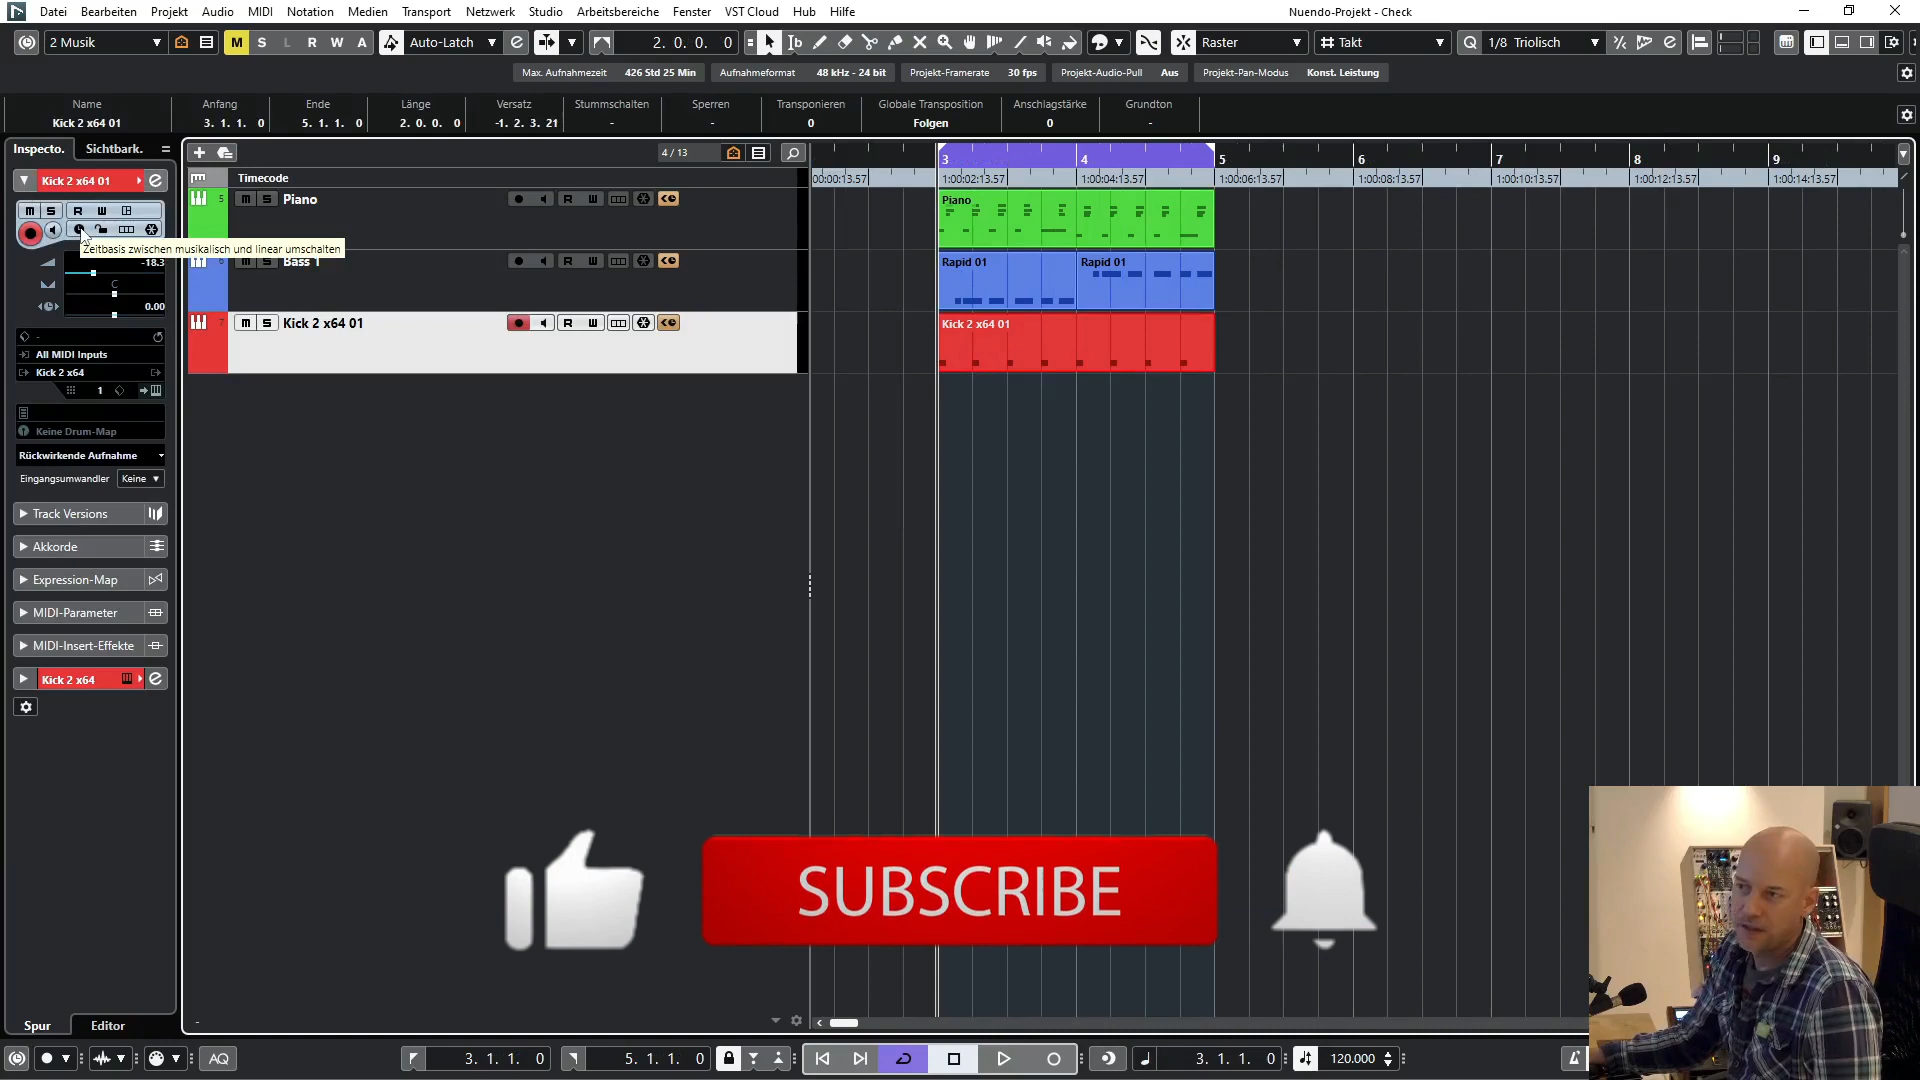 Datei Bearbeiten Projekt Audio MIDI Notation Medien Transport Netzwerk Studio Arbeitsbereiche Fenster VST Cloud Hub Hilfe Nuendo-Projekt - Check
2 Musik M S L R W A Auto-Latch 2. 0. 0. 0 Raster Takt 1/8 Triolisch
Max. Aufnahmezeit 426 Std 25 Min Aufnahmeformat 48 kHz - 24 bit Projekt-Framerate 30 fps Projekt-Audio-Pull Aus Projekt-Pan-Modus Konst. Leistung
Name Anfang Ende Länge Versatz Stummschalten Sperren Transponieren Globale Transposition Anschlagstärke Grundton
Kick 2 x64 01 3. 1. 1. 0 5. 1. 1. 0 2. 0. 0. 0 -1. 2. 3. 21 - - 0 Folgen 0 -
Inspecto. Sichtbark. 4 / 13 3 4 5 6 7 8 9
Timecode 00:00:13.57 1:00:02:13.57 1:00:04:13.57 1:00:06:13.57 1:00:08:13.57 1:00:10:13.57 1:00:12:13.57 1:00:14:13.57
Kick 2 x64 01
5 m S Piano R W Piano
m S R W
Zeitbasis zwischen musikalisch und linear umschalten
6 m S Bass 1 R W Rapid 01 Rapid 01
-18.3
C
0.00
7 m S Kick 2 x64 01 R W Kick 2 x64 01
-
All MIDI Inputs
Kick 2 x64
1
Keine Drum-Map
Rückwirkende Aufnahme
Eingangsumwandler Keine
Track Versions
Akkorde
Expression-Map
MIDI-Parameter
MIDI-Insert-Effekte
Kick 2 x64
SUBSCRIBE
Spur Editor
AQ 3. 1. 1. 0 5. 1. 1. 0 3. 1. 1. 0 120.000